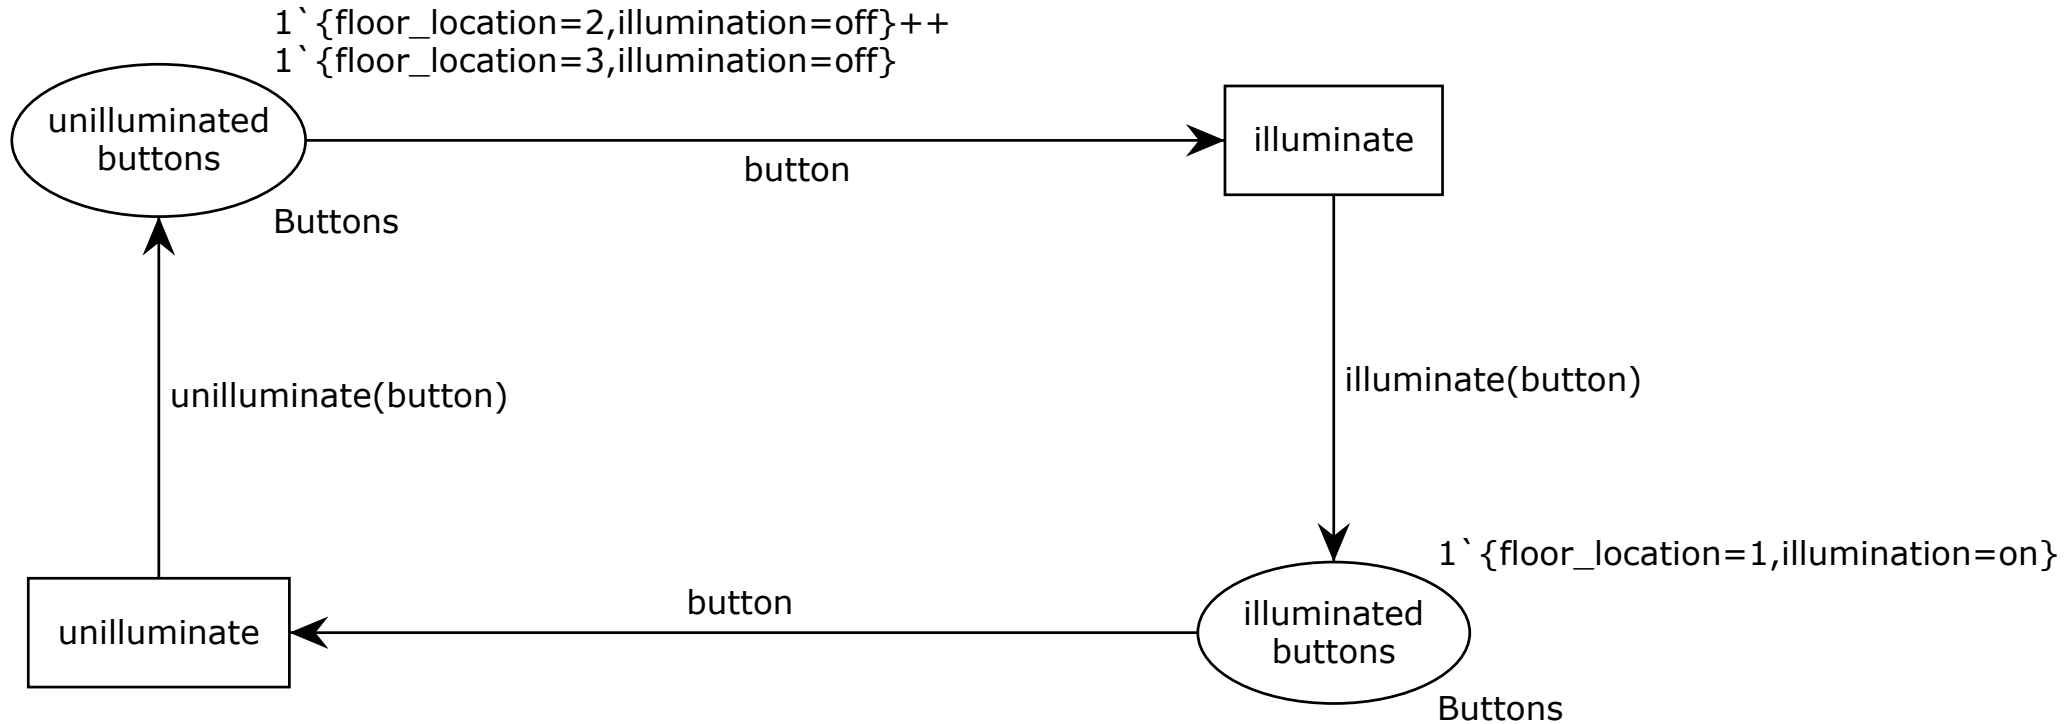 1`{floor_location=2,illumination=off}++
1`{floor_location=3,illumination=off}
unilluminated
buttons
Buttons
button
illuminate
unilluminate(button)
illuminate(button)
1`{floor_location=1,illumination=on}
illuminated
buttons
Buttons
button
unilluminate